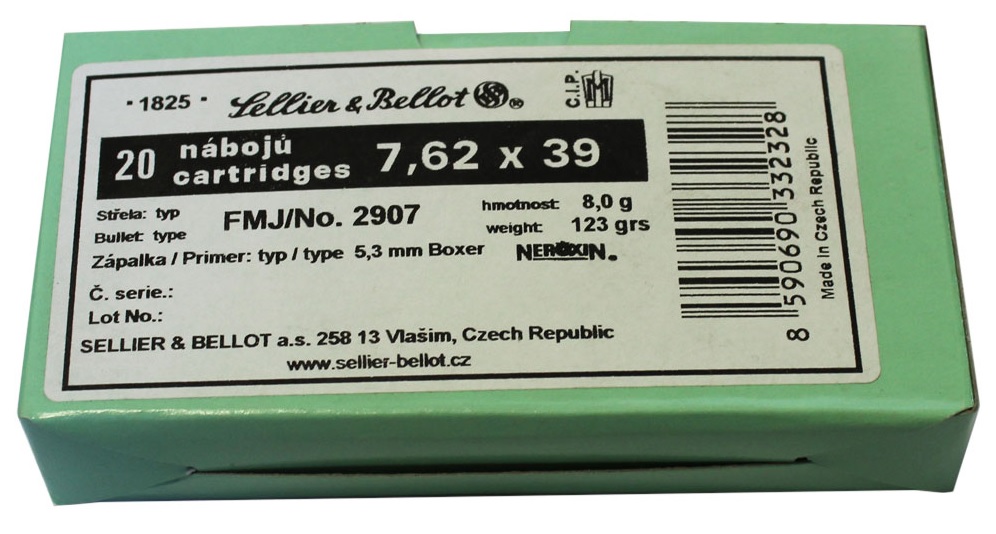 · 1825 · Sellier & Bellot ® C.I.P.
20 nábojů
cartridges 7,62 x 39
Střela: typ
Bullet: type
FMJ/No. 2907
hmotnost: 8,0 g
weight: 123 grs
Zápalka / Primer: typ / type 5,3 mm Boxer NEROXIN.
Č. serie.:
Lot No.:
SELLIER & BELLOT a.s. 258 13 Vlašim, Czech Republic
www.sellier-bellot.cz
8 590690 332328
Made in Czech Republic